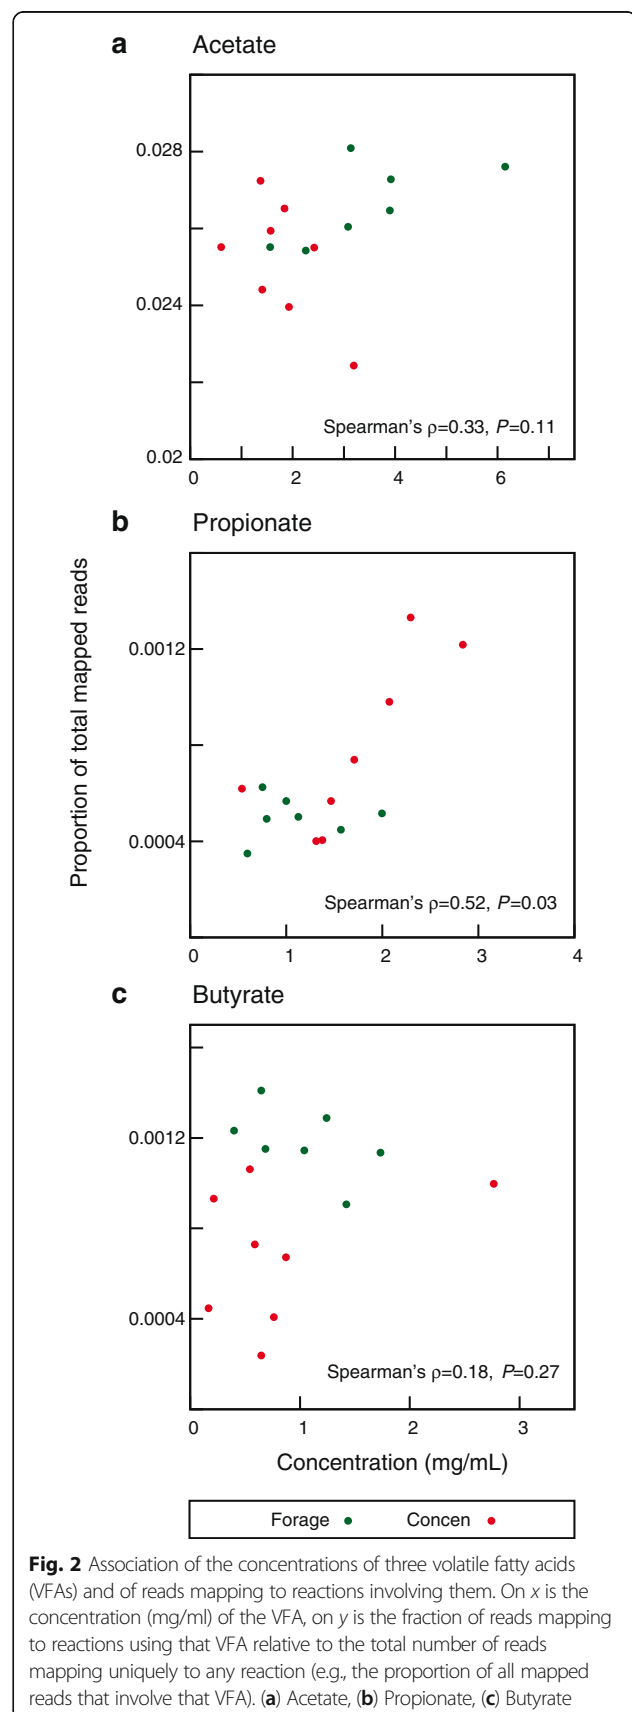 a Acetate
0.028
0.024
0.02
Spearman's ρ=0.33, P=0.11
0 2 4 6
b Propionate
0.0012
0.0004
Spearman's ρ=0.52, P=0.03
0 1 2 3 4
Proportion of total mapped reads
c Butyrate
0.0012
0.0004
Spearman's ρ=0.18, P=0.27
0 1 2 3
Concentration (mg/mL)
Forage Concen
Fig. 2 Association of the concentrations of three volatile fatty acids
(VFAs) and of reads mapping to reactions involving them. On x is the
concentration (mg/ml) of the VFA, on y is the fraction of reads mapping
to reactions using that VFA relative to the total number of reads
mapping uniquely to any reaction (e.g., the proportion of all mapped
reads that involve that VFA). (a) Acetate, (b) Propionate, (c) Butyrate